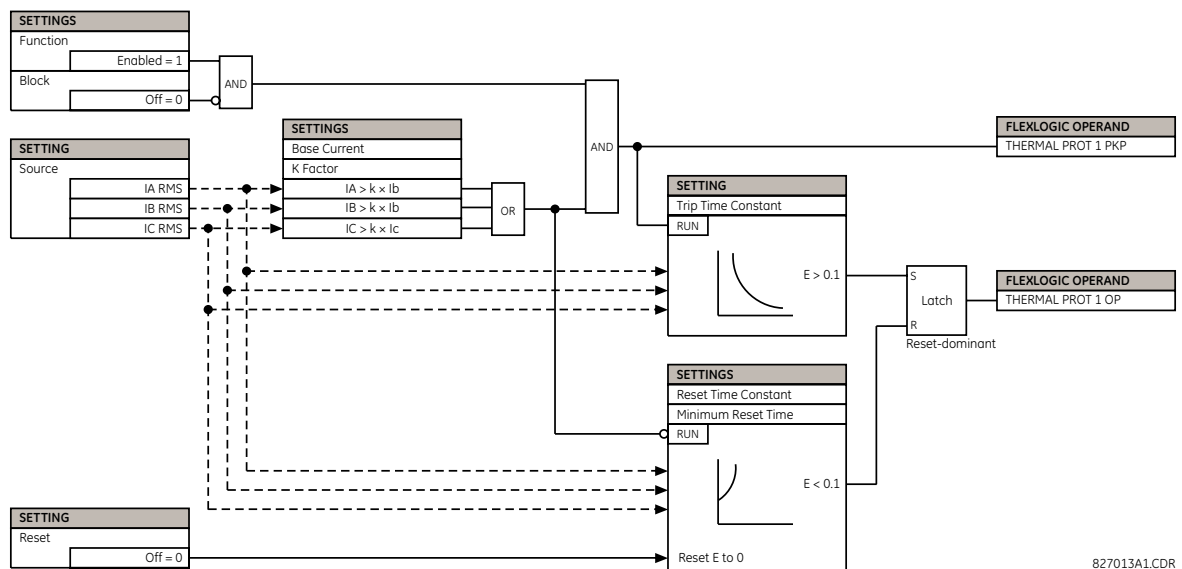 SETTINGS
Function
Enabled = 1
Block
Off = 0
AND
SETTING
Source
IA RMS
IB RMS
IC RMS
SETTINGS
Base Current
K Factor
IA > k × Ib
IB > k × Ib
IC > k × Ic
OR
AND
FLEXLOGIC OPERAND
THERMAL PROT 1 PKP
SETTING
Trip Time Constant
RUN
E > 0.1
S
Latch
R
Reset-dominant
FLEXLOGIC OPERAND
THERMAL PROT 1 OP
SETTINGS
Reset Time Constant
Minimum Reset Time
RUN
E < 0.1
Reset E to 0
SETTING
Reset
Off = 0
827013A1.CDR